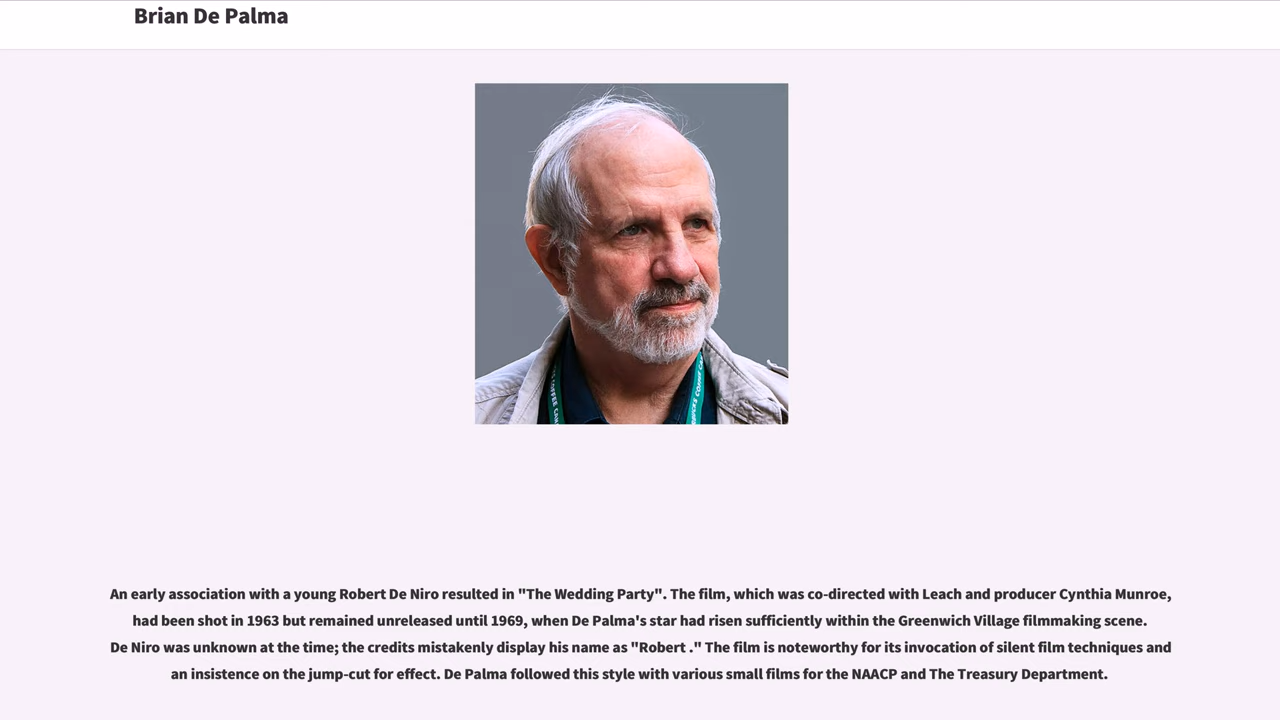 Brian De Palma
COFFEE
An early association with a young Robert De Niro resulted in "The Wedding Party". The film, which was co-directed with Leach and producer Cynthia Munroe,
had been shot in 1963 but remained unreleased until 1969, when De Palma's star had risen sufficiently within the Greenwich Village filmmaking scene.
De Niro was unknown at the time; the credits mistakenly display his name as "Robert ." The film is noteworthy for its invocation of silent film techniques and
an insistence on the jump-cut for effect. De Palma followed this style with various small films for the NAACP and The Treasury Department.